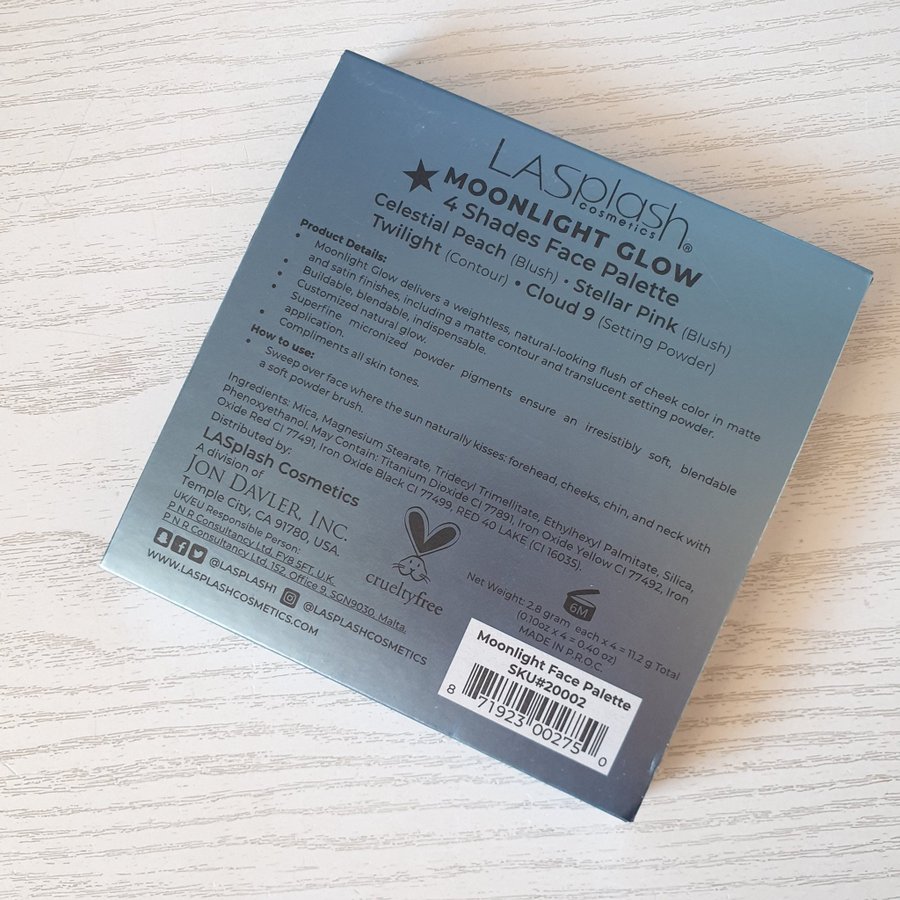 LASplash
cosmetics®
★ MOONLIGHT GLOW
4 Shades Face Palette
Celestial Peach (Blush) • Stellar Pink (Blush)
Twilight (Contour) • Cloud 9 (Setting Powder)
Product Details:
• Moonlight Glow delivers a weightless, natural-looking flush of cheek color in matte
and satin finishes, including a matte contour and translucent setting powder.
• Buildable, blendable, indispensable.
• Customized natural glow.
• Superfine micronized powder pigments ensure an irresistibly soft, blendable
application.
• Compliments all skin tones.
How to use:
• Sweep over face where the sun naturally kisses: forehead, cheeks, chin, and neck with
a soft powder brush.
Ingredients: Mica, Magnesium Stearate, Tridecyl Trimellitate, Ethylhexyl Palmitate, Silica,
Phenoxyethanol. May Contain: Titanium Dioxide CI 77891, Iron Oxide Yellow CI 77492, Iron
Oxide Red CI 77491, Iron Oxide Black CI 77499, RED 40 LAKE (CI 16035).
Distributed by:
LASplash Cosmetics
A division of
JON DAVLER, INC.
Temple City, CA 91780, USA.
UK/EU Responsible Person:
P N R Consultancy Ltd, FY8 5FT, U.K.
P N R Consultancy Ltd, 152 Office 9, SGN9030, Malta.
@LASPLASH1 @LASPLASHCOSMETICS
WWW.LASPLASHCOSMETICS.COM
crueltyfree
6M
Net Weight: 2.8 gram each x 4 = 11.2 g Total
(0.10oz x 4 = 0.40 oz)
MADE IN P.R.O.C.
Moonlight Face Palette
SKU#20002
8 71923 00275 0